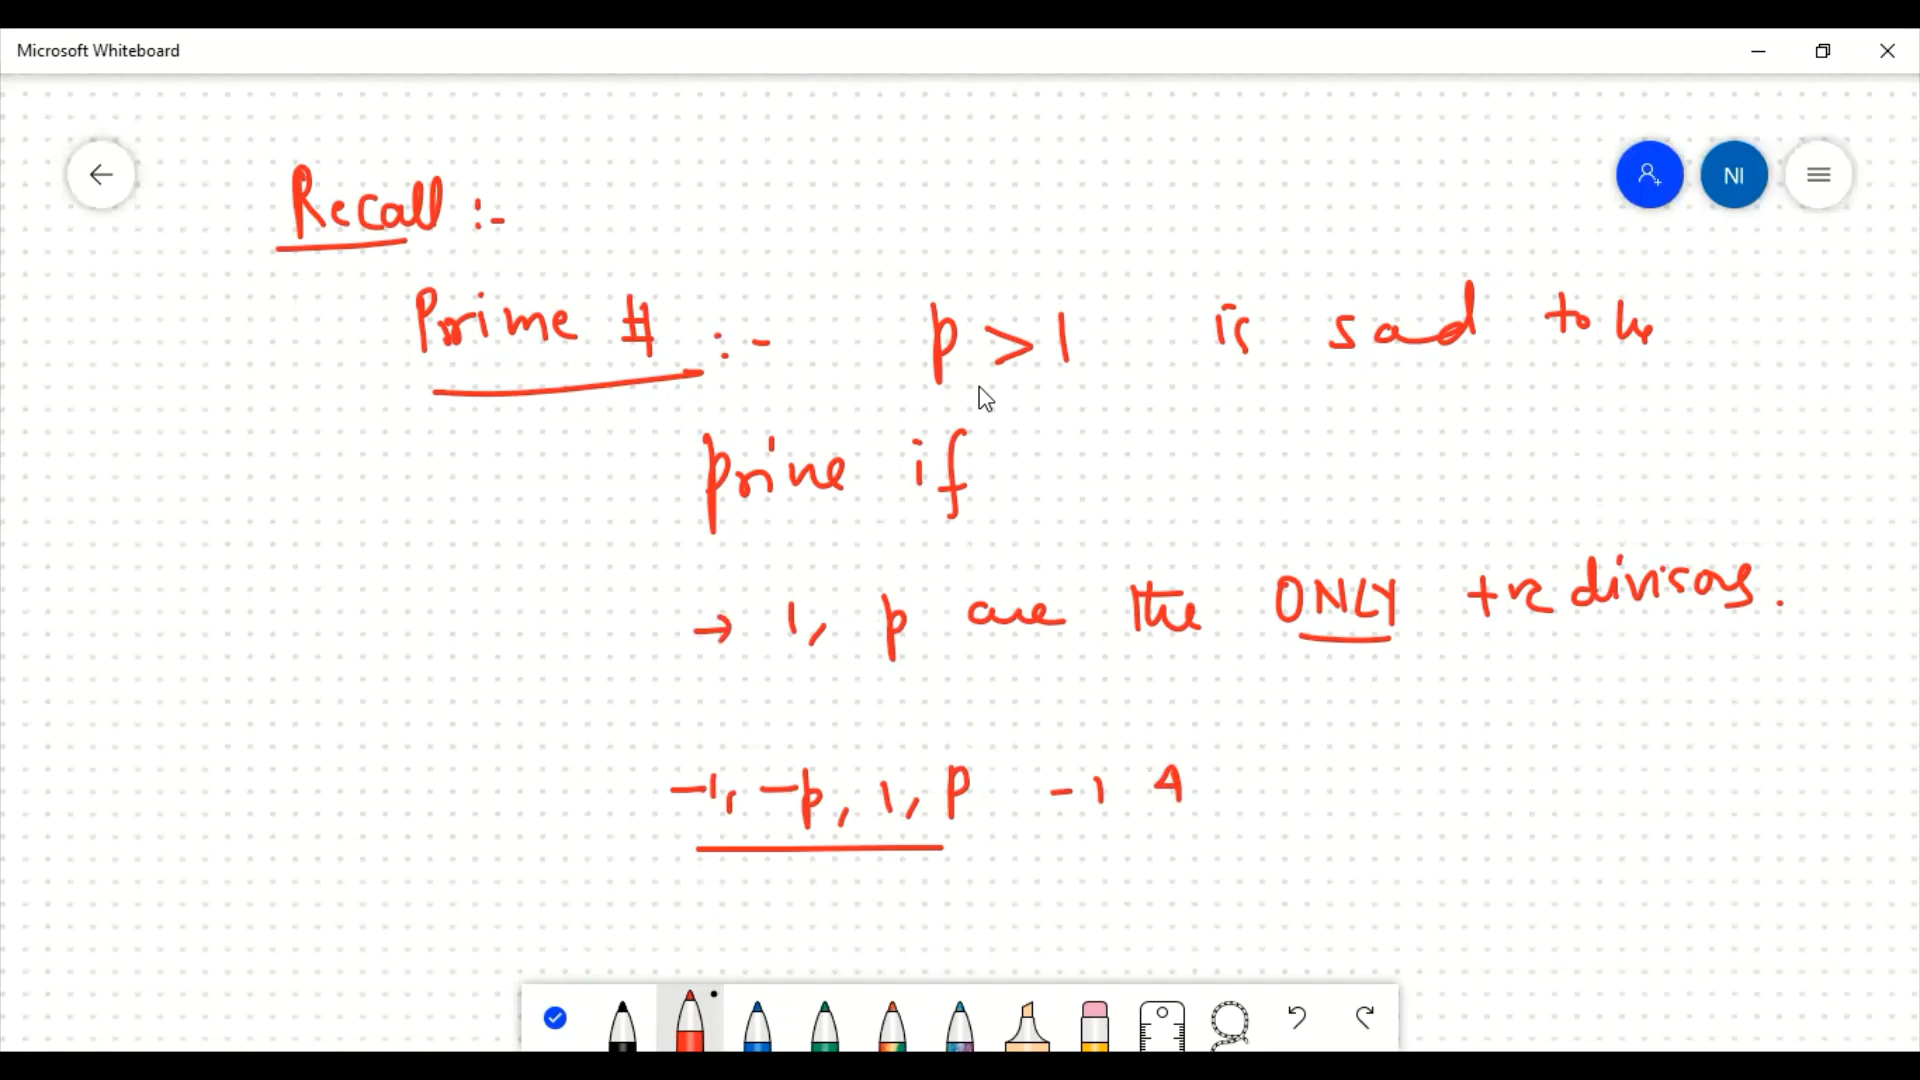 Microsoft Whiteboard
NI
Recall :-
Prime # :- p > 1 is said to be
prime if
→ 1, p are the ONLY +ve divisors.
-1, -p, 1, p -1 4